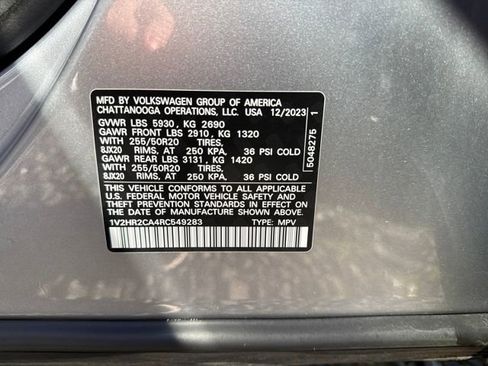 MFD BY VOLKSWAGEN GROUP OF AMERICA
CHATTANOOGA OPERATIONS, LLC. USA 12/2023
GVWR LBS 5930, KG 2690
GAWR FRONT LBS 2910, KG 1320
WITH 255/50R20 TIRES,
8JX20 RIMS, AT 250 KPA, 36 PSI COLD
GAWR REAR LBS 3131, KG 1420
WITH 255/50R20 TIRES,
8JX20 RIMS, AT 250 KPA, 36 PSI COLD
THIS VEHICLE CONFORMS TO ALL APPLICABLE
U.S. FEDERAL MOTOR VEHICLE SAFETY AND
THEFT PREVENTION STANDARDS IN EFFECT ON THE
DATE OF MANUFACTURE SHOWN ABOVE.
1V2HR2CA4RC549283 TYPE: MPV
5048275 1